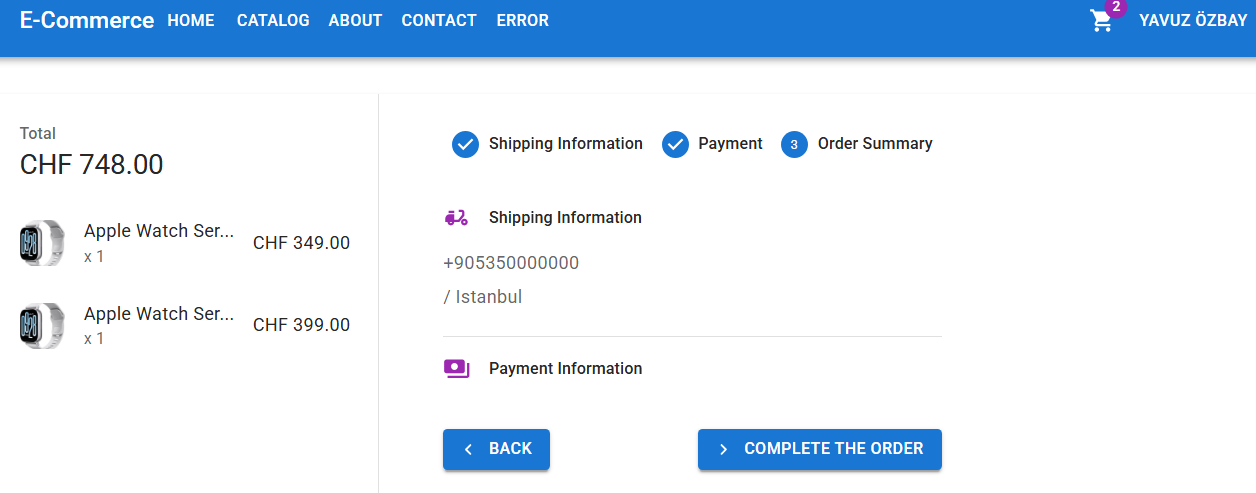 E-Commerce HOME CATALOG ABOUT CONTACT ERROR 2 YAVUZ ÖZBAY
Total
CHF 748.00
Apple Watch Ser... CHF 349.00
x 1
Apple Watch Ser... CHF 399.00
x 1
Shipping Information Payment 3 Order Summary
Shipping Information
+905350000000
/ Istanbul
Payment Information
BACK COMPLETE THE ORDER